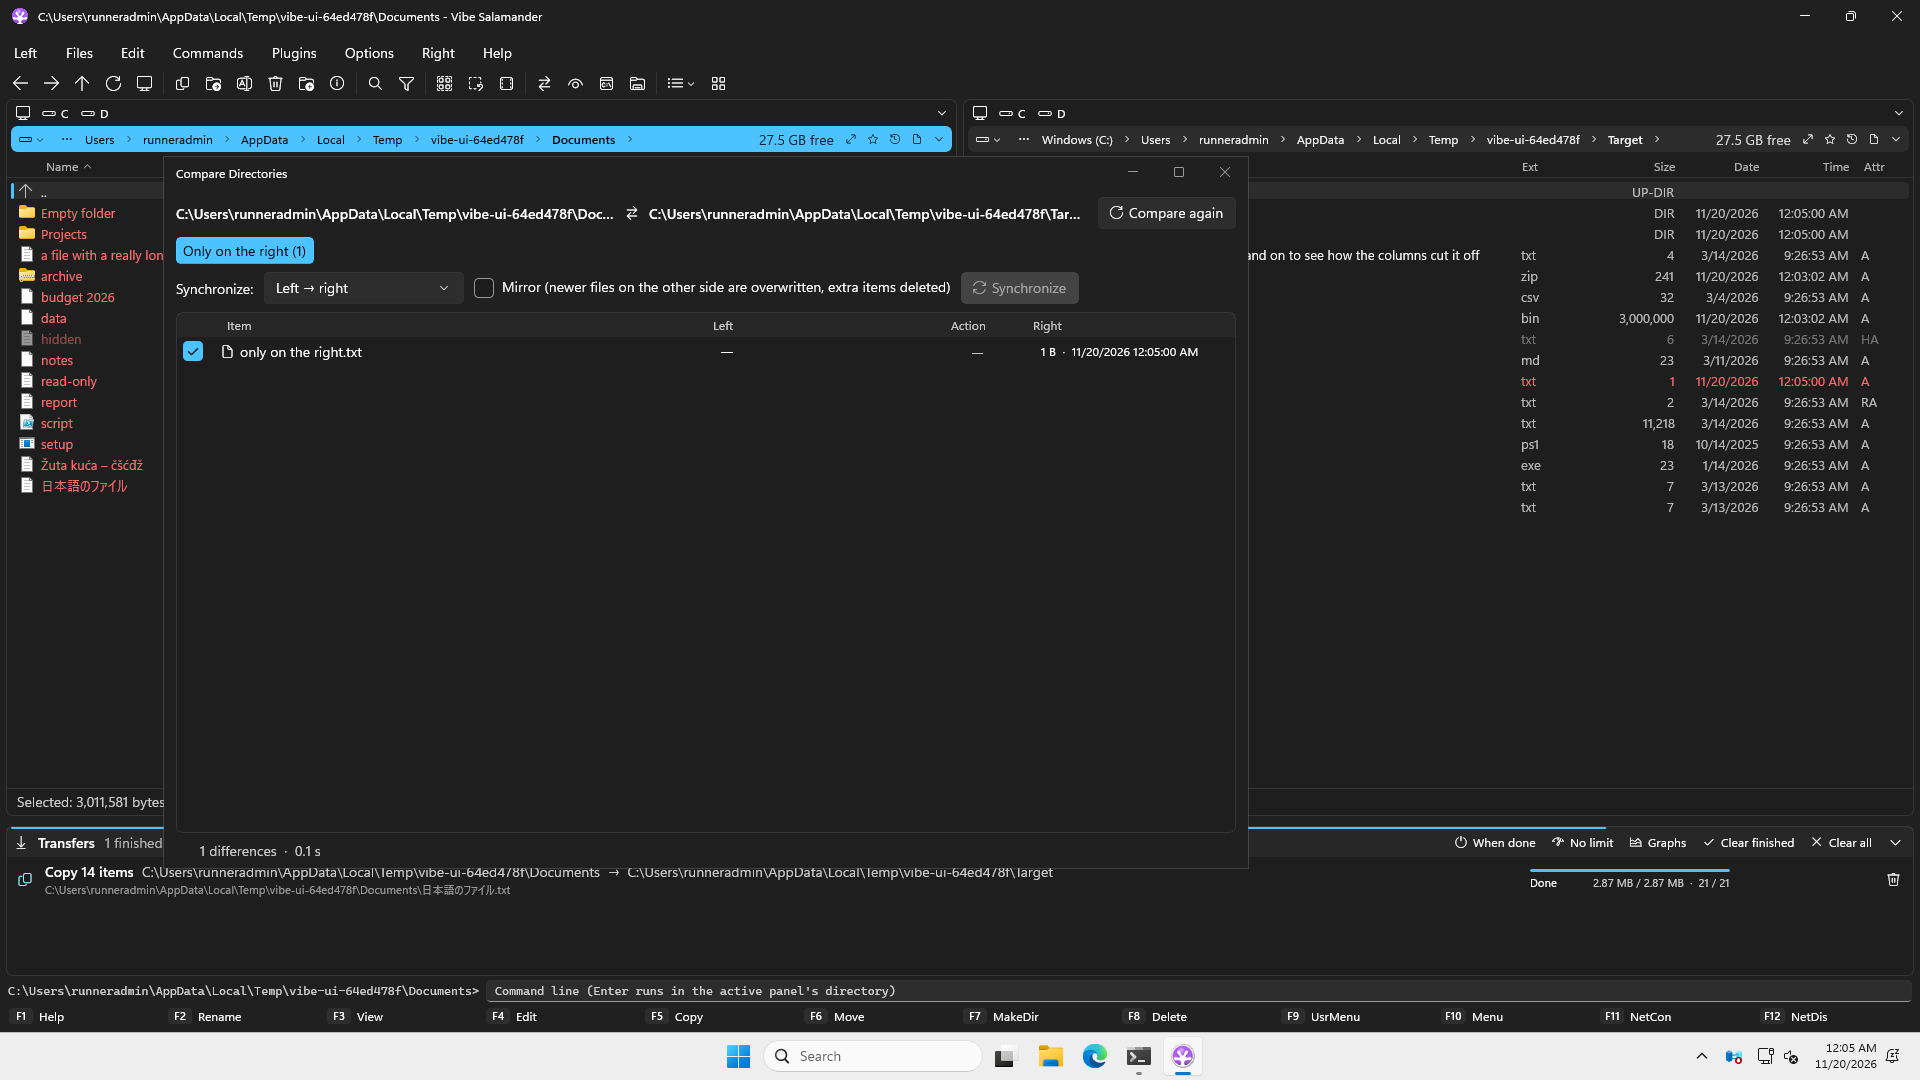 C:\Users\runneradmin\AppData\Local\Temp\vibe-ui-64ed478f\Documents - Vibe Salamander
Left Files Edit Commands Plugins Options Right Help
C D
C D
Users runneradmin AppData Local Temp vibe-ui-64ed478f Documents 27.5 GB free
Windows (C:) Users runneradmin AppData Local Temp vibe-ui-64ed478f Target 27.5 GB free
Name
Ext Size Date Time Attr
..
Empty folder
Projects
a file with a really lon
archive
budget 2026
data
hidden
notes
read-only
report
script
setup
Žuta kuća – čšćđž
日本語のファイル
Selected: 3,011,581 bytes
Compare Directories
C:\Users\runneradmin\AppData\Local\Temp\vibe-ui-64ed478f\Doc... ⇄ C:\Users\runneradmin\AppData\Local\Temp\vibe-ui-64ed478f\Tar... Compare again
Only on the right (1)
Synchronize: Left → right Mirror (newer files on the other side are overwritten, extra items deleted) Synchronize
Item Left Action Right
only on the right.txt — — 1 B · 11/20/2026 12:05:00 AM
1 differences · 0.1 s
UP-DIR
DIR 11/20/2026 12:05:00 AM
DIR 11/20/2026 12:05:00 AM
and on to see how the columns cut it off txt 4 3/14/2026 9:26:53 AM A
zip 241 11/20/2026 12:03:02 AM A
csv 32 3/4/2026 9:26:53 AM A
bin 3,000,000 11/20/2026 12:03:02 AM A
txt 6 3/14/2026 9:26:53 AM HA
md 23 3/11/2026 9:26:53 AM A
txt 1 11/20/2026 12:05:00 AM A
txt 2 3/14/2026 9:26:53 AM RA
txt 11,218 3/14/2026 9:26:53 AM A
ps1 18 10/14/2025 9:26:53 AM A
exe 23 1/14/2026 9:26:53 AM A
txt 7 3/13/2026 9:26:53 AM A
txt 7 3/13/2026 9:26:53 AM A
Transfers 1 finished
When done No limit Graphs Clear finished Clear all
Copy 14 items C:\Users\runneradmin\AppData\Local\Temp\vibe-ui-64ed478f\Documents → C:\Users\runneradmin\AppData\Local\Temp\vibe-ui-64ed478f\Target
C:\Users\runneradmin\AppData\Local\Temp\vibe-ui-64ed478f\Documents\日本語のファイル.txt
Done 2.87 MB / 2.87 MB · 21 / 21
C:\Users\runneradmin\AppData\Local\Temp\vibe-ui-64ed478f\Documents> Command line (Enter runs in the active panel's directory)
F1 Help F2 Rename F3 View F4 Edit F5 Copy F6 Move F7 MakeDir F8 Delete F9 UsrMenu F10 Menu F11 NetCon F12 NetDis
Search
12:05 AM
11/20/2026